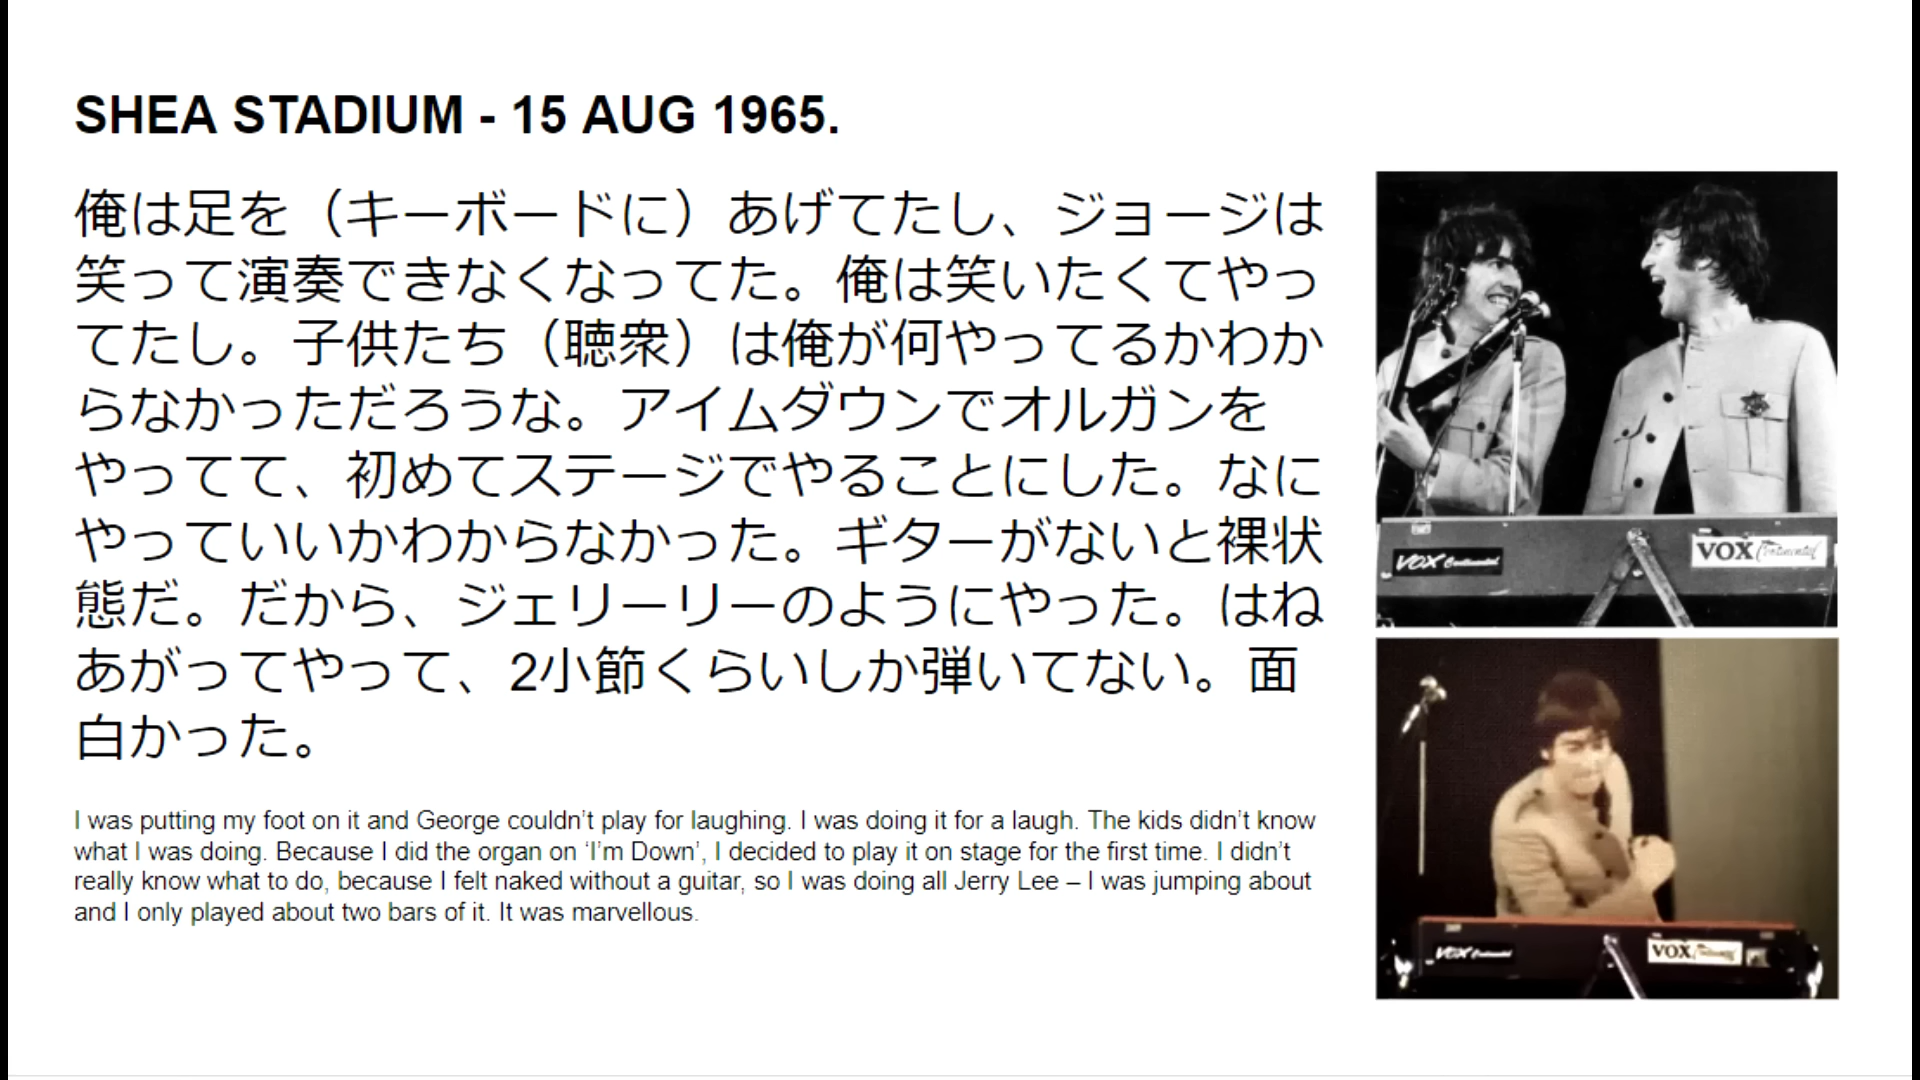 SHEA STADIUM - 15 AUG 1965.
俺は足を（キーボードに）あげてたし、ジョージは
笑って演奏できなくなってた。俺は笑いたくてやっ
てたし。子供たち（聴衆）は俺が何やってるかわか
らなかっただろうな。アイムダウンでオルガンを
やってて、初めてステージでやることにした。なに
やっていいかわからなかった。ギターがないと裸状
態だ。だから、ジェリーリーのようにやった。はね
あがってやって、2小節くらいしか弾いてない。面
白かった。
I was putting my foot on it and George couldn’t play for laughing. I was doing it for a laugh. The kids didn’t know
what I was doing. Because I did the organ on ‘I’m Down’, I decided to play it on stage for the first time. I didn’t
really know what to do, because I felt naked without a guitar, so I was doing all Jerry Lee – I was jumping about
and I only played about two bars of it. It was marvellous.
VOX Continental
VOX Continental
VOX Continental
VOX Continental